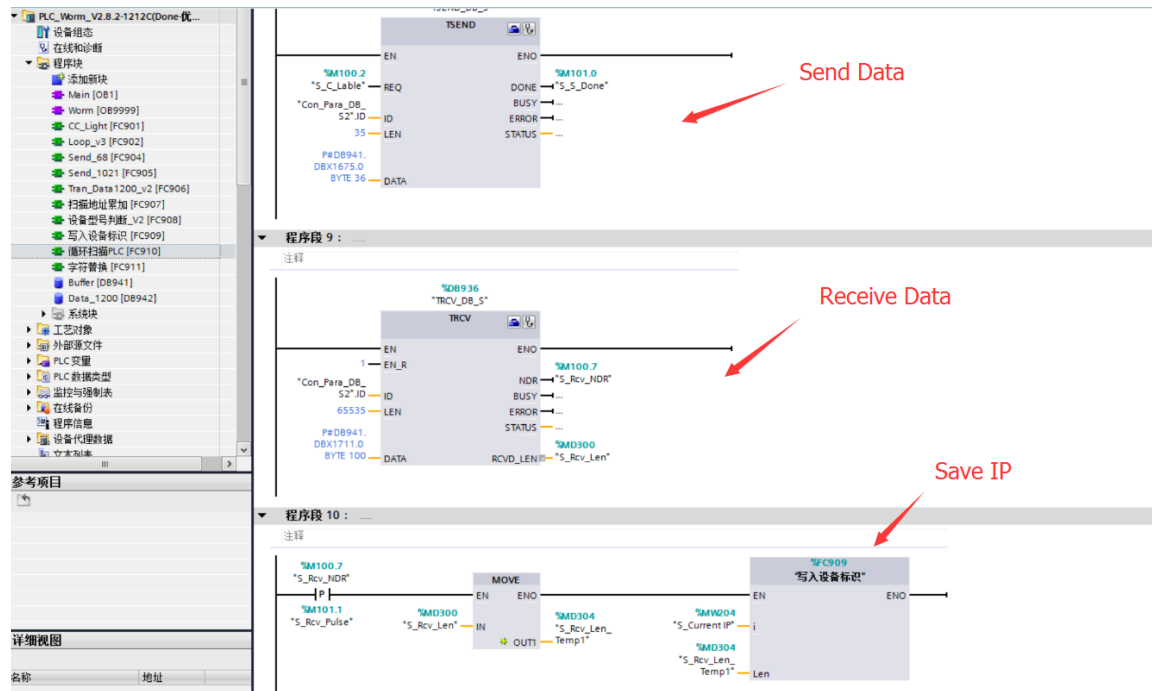 PLC_Worm_V2.8.2-1212C(Done-优...
设备组态
在线和诊断
程序块
添加新块
Main [OB1]
Worm [OB9999]
CC_Light [FC901]
Loop_v3 [FC902]
Send_68 [FC904]
Send_1021 [FC905]
Tran_Data1200_v2 [FC906]
扫描地址累加 [FC907]
设备型号判断_V2 [FC908]
写入设备标识 [FC909]
循环扫描PLC [FC910]
字符替换 [FC911]
Buffer [DB941]
Data_1200 [DB942]
系统块
工艺对象
外部源文件
PLC 变量
PLC 数据类型
监控与强制表
在线备份
程序信息
设备代理数据
文本列表
参考项目
详细视图
名称 地址
TSEND_DB_S"
TSEND
EN ENO
%M100.2
"S_C_Lable" REQ
"Con_Para_DB_
S2".ID ID
35 LEN
P#DB941.
DBX1675.0
BYTE 36 DATA
%M101.0
DONE "S_S_Done"
BUSY ...
ERROR ...
STATUS ...
Send Data
程序段 9： .....
注释
%DB936
"TRCV_DB_S"
TRCV
EN ENO
1 EN_R
"Con_Para_DB_
S2".ID ID
65535 LEN
P#DB941.
DBX1711.0
BYTE 100 DATA
%M100.7
NDR "S_Rcv_NDR"
BUSY ...
ERROR ...
STATUS ...
%MD300
RCVD_LEN "S_Rcv_Len"
Receive Data
程序段 10： .....
注释
Save IP
%M100.7
"S_Rcv_NDR"
P
%M101.1
"S_Rcv_Pulse"
MOVE
EN ENO
%MD300
"S_Rcv_Len" IN
%MD304
"S_Rcv_Len_
OUT1 Temp1"
%FC909
"写入设备标识"
EN ENO
%MW204
"S_Current IP" i
%MD304
"S_Rcv_Len_
Temp1" Len